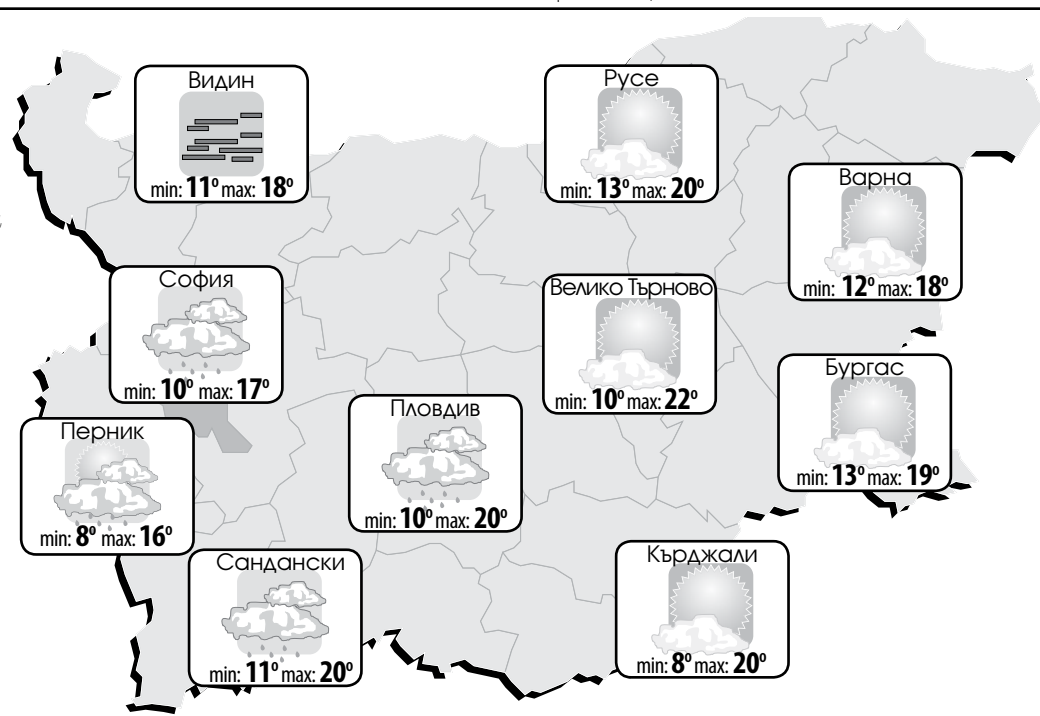 Видин
min: 11° max: 18°
Русе
min: 13° max: 20°
Варна
min: 12° max: 18°
София
min: 10° max: 17°
Велико Търново
min: 10° max: 22°
Бургас
min: 13° max: 19°
Пловдив
min: 10° max: 20°
Перник
min: 8° max: 16°
Сандански
min: 11° max: 20°
Кърджали
min: 8° max: 20°